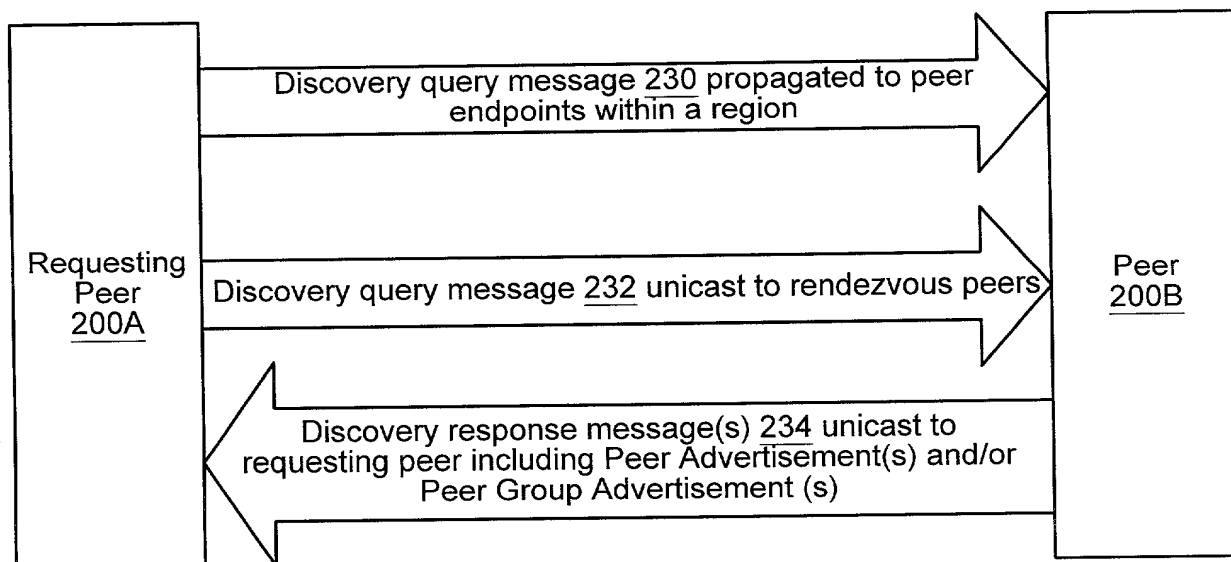 Discovery query message 230 propagated to peer
endpoints within a region
Requesting
Peer
200A
Discovery query message 232 unicast to rendezvous peers
Peer
200B
Discovery response message(s) 234 unicast to
requesting peer including Peer Advertisement(s) and/or
Peer Group Advertisement (s)